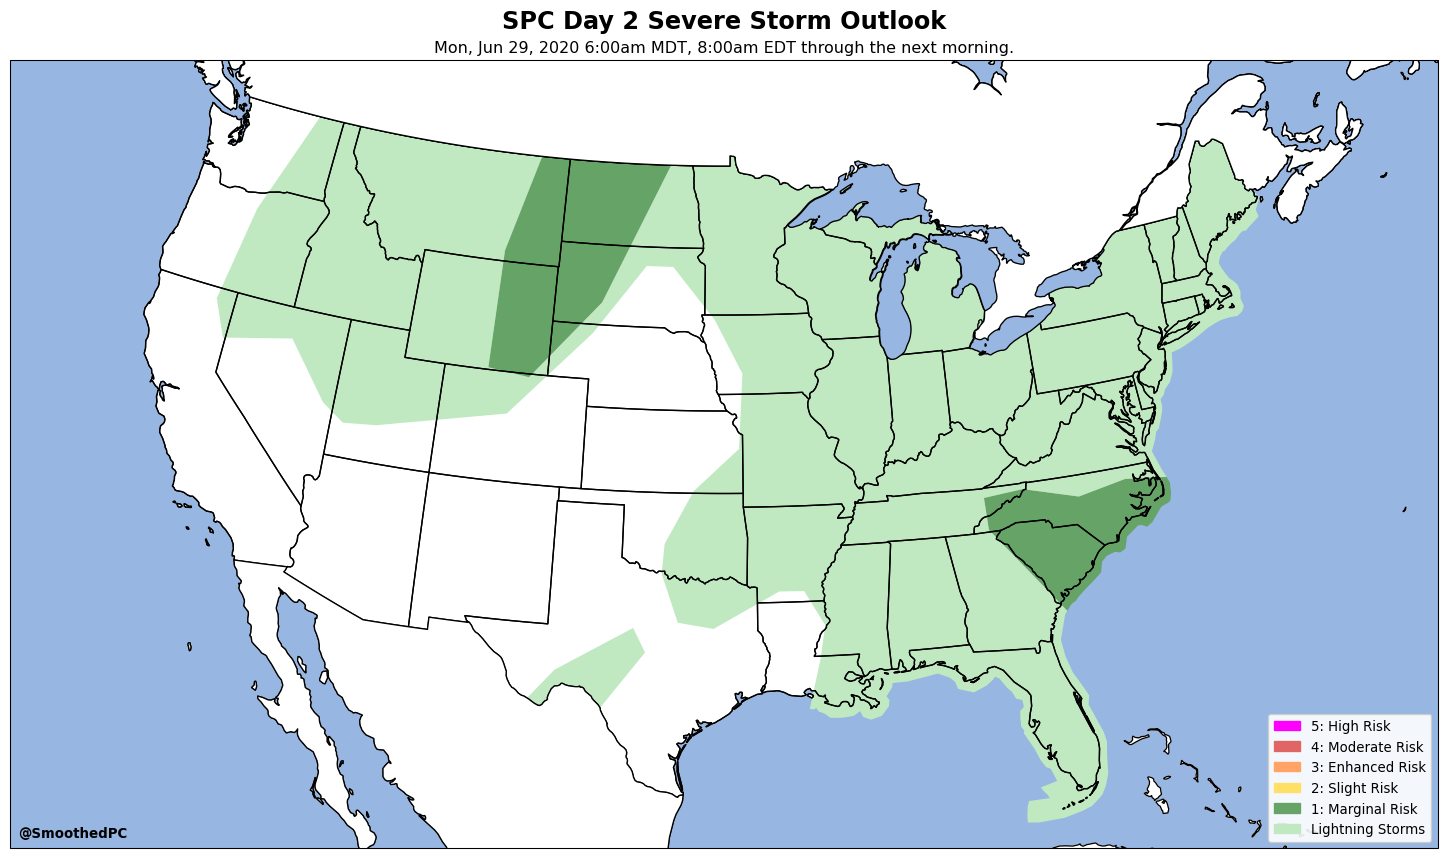 SPC Day 2 Severe Storm Outlook
Mon, Jun 29, 2020 6:00am MDT, 8:00am EDT through the next morning.
5: High Risk
4: Moderate Risk
3: Enhanced Risk
2: Slight Risk
1: Marginal Risk
Lightning Storms
@SmoothedPC